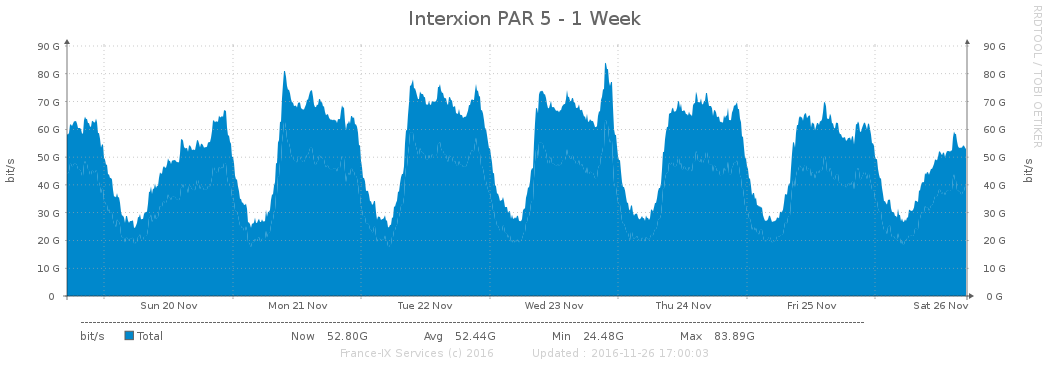 Interxion PAR 5 - 1 Week
RRDTOOL / TOBI OETIKER
bit/s
bit/s
90 G 90 G
80 G 80 G
70 G 70 G
60 G 60 G
50 G 50 G
40 G 40 G
30 G 30 G
20 G 20 G
10 G 10 G
0 0 G
Sun 20 Nov Mon 21 Nov Tue 22 Nov Wed 23 Nov Thu 24 Nov Fri 25 Nov Sat 26 Nov
bit/s Total Now 52.80G Avg 52.44G Min 24.48G Max 83.89G
France-IX Services (c) 2016 Updated : 2016-11-26 17:00:03